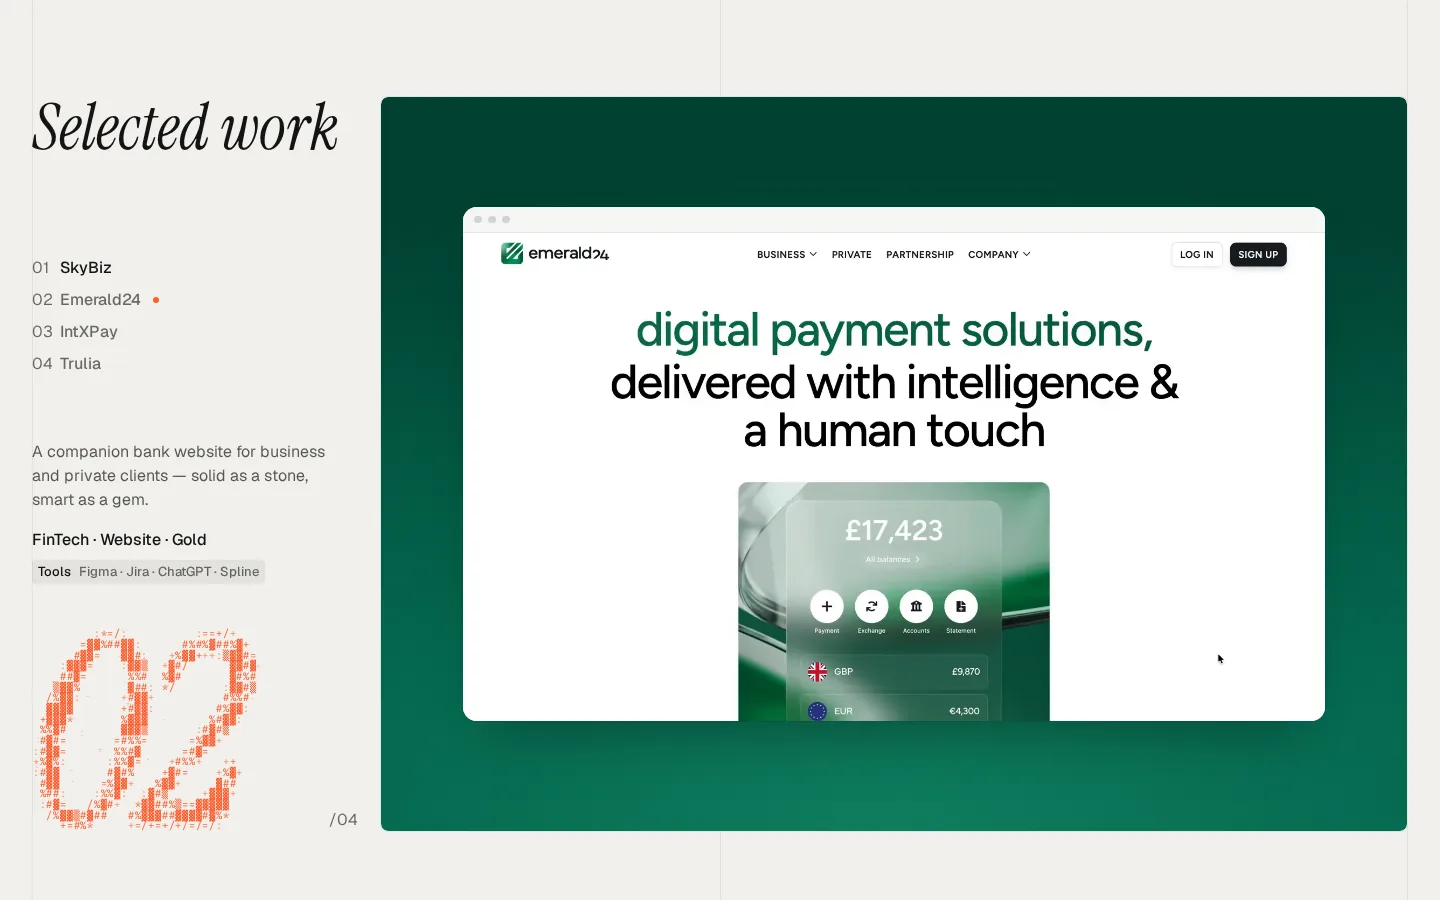 Selected work
01 SkyBiz
02 Emerald24
03 IntXPay
04 Trulia
A companion bank website for business
and private clients — solid as a stone,
smart as a gem.
FinTech · Website · Gold
Tools Figma · Jira · ChatGPT · Spline
02
/04
emerald24
BUSINESS PRIVATE PARTNERSHIP COMPANY
LOG IN SIGN UP
digital payment solutions,
delivered with intelligence &
a human touch
£17,423
All balannes
Payment Exchange Accounts Statement
GBP £9,870
EUR €4,300